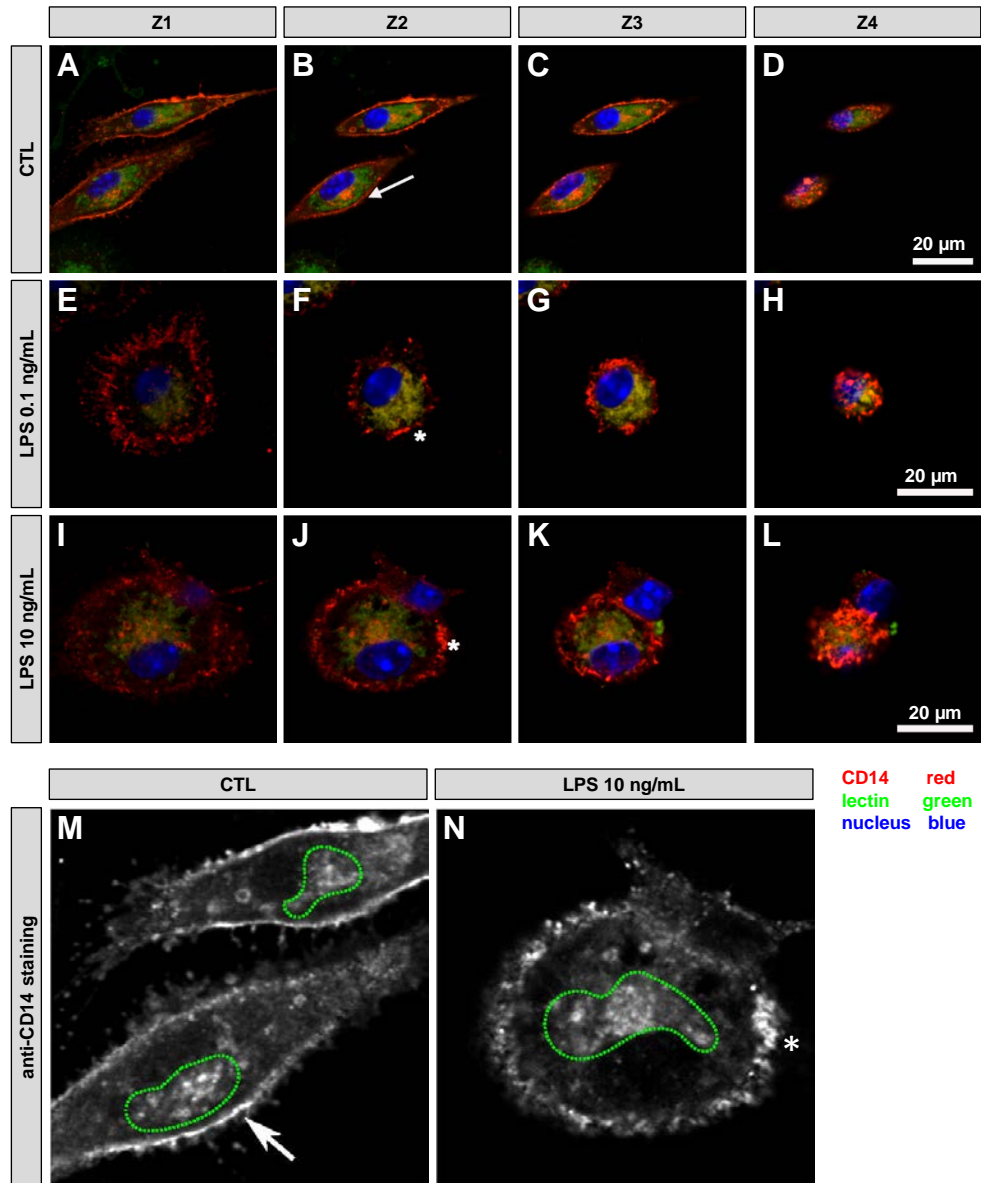 Z1 Z2 Z3 Z4
CTL
A B C D
20 µm
LPS 0.1 ng/mL
E F G H
*
20 µm
LPS 10 ng/mL
I J K L
*
20 µm
CTL LPS 10 ng/mL
CD14 red
lectin green
nucleus blue
anti-CD14 staining
M N
*